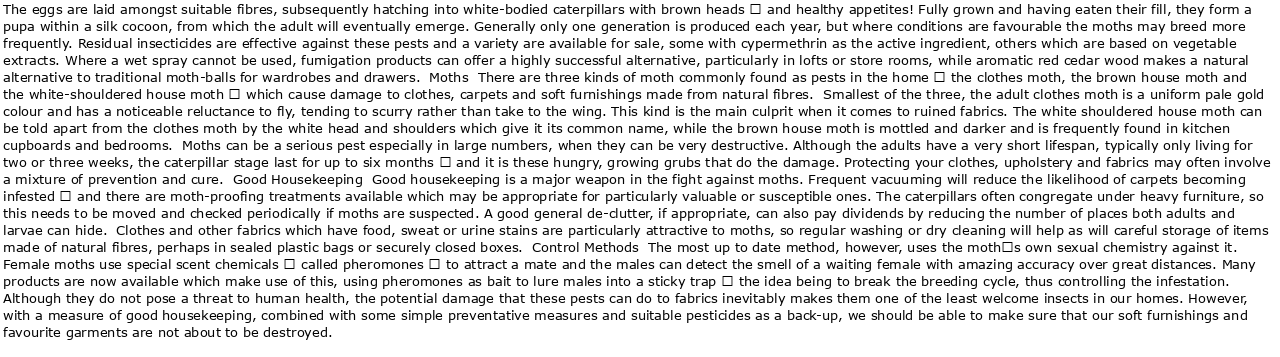 The eggs are laid amongst suitable fibres, subsequently hatching into white-bodied caterpillars with brown heads □ and healthy appetites! Fully grown and having eaten their fill, they form a
pupa within a silk cocoon, from which the adult will eventually emerge. Generally only one generation is produced each year, but where conditions are favourable the moths may breed more
frequently. Residual insecticides are effective against these pests and a variety are available for sale, some with cypermethrin as the active ingredient, others which are based on vegetable
extracts. Where a wet spray cannot be used, fumigation products can offer a highly successful alternative, particularly in lofts or store rooms, while aromatic red cedar wood makes a natural
alternative to traditional moth-balls for wardrobes and drawers.  Moths  There are three kinds of moth commonly found as pests in the home □ the clothes moth, the brown house moth and
the white-shouldered house moth □ which cause damage to clothes, carpets and soft furnishings made from natural fibres.  Smallest of the three, the adult clothes moth is a uniform pale gold
colour and has a noticeable reluctance to fly, tending to scurry rather than take to the wing. This kind is the main culprit when it comes to ruined fabrics. The white shouldered house moth can
be told apart from the clothes moth by the white head and shoulders which give it its common name, while the brown house moth is mottled and darker and is frequently found in kitchen
cupboards and bedrooms.  Moths can be a serious pest especially in large numbers, when they can be very destructive. Although the adults have a very short lifespan, typically only living for
two or three weeks, the caterpillar stage last for up to six months □ and it is these hungry, growing grubs that do the damage. Protecting your clothes, upholstery and fabrics may often involve
a mixture of prevention and cure.  Good Housekeeping  Good housekeeping is a major weapon in the fight against moths. Frequent vacuuming will reduce the likelihood of carpets becoming
infested □ and there are moth-proofing treatments available which may be appropriate for particularly valuable or susceptible ones. The caterpillars often congregate under heavy furniture, so
this needs to be moved and checked periodically if moths are suspected. A good general de-clutter, if appropriate, can also pay dividends by reducing the number of places both adults and
larvae can hide.  Clothes and other fabrics which have food, sweat or urine stains are particularly attractive to moths, so regular washing or dry cleaning will help as will careful storage of items
made of natural fibres, perhaps in sealed plastic bags or securely closed boxes.  Control Methods  The most up to date method, however, uses the moth□s own sexual chemistry against it.
Female moths use special scent chemicals □ called pheromones □ to attract a mate and the males can detect the smell of a waiting female with amazing accuracy over great distances. Many
products are now available which make use of this, using pheromones as bait to lure males into a sticky trap □ the idea being to break the breeding cycle, thus controlling the infestation.
Although they do not pose a threat to human health, the potential damage that these pests can do to fabrics inevitably makes them one of the least welcome insects in our homes. However,
with a measure of good housekeeping, combined with some simple preventative measures and suitable pesticides as a back-up, we should be able to make sure that our soft furnishings and
favourite garments are not about to be destroyed.